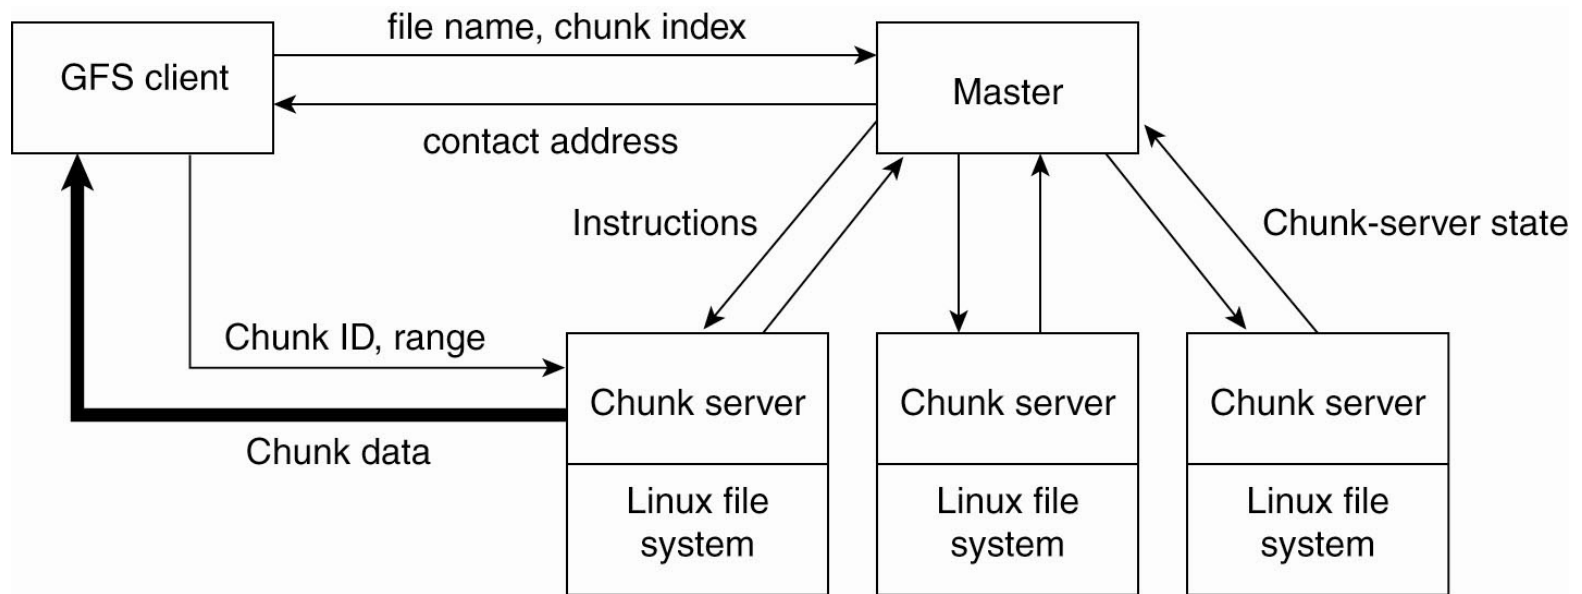 file name, chunk index
GFS client
Master
contact address
Instructions
Chunk-server state
Chunk ID, range
Chunk server
Chunk server
Chunk server
Chunk data
Linux file
system
Linux file
system
Linux file
system